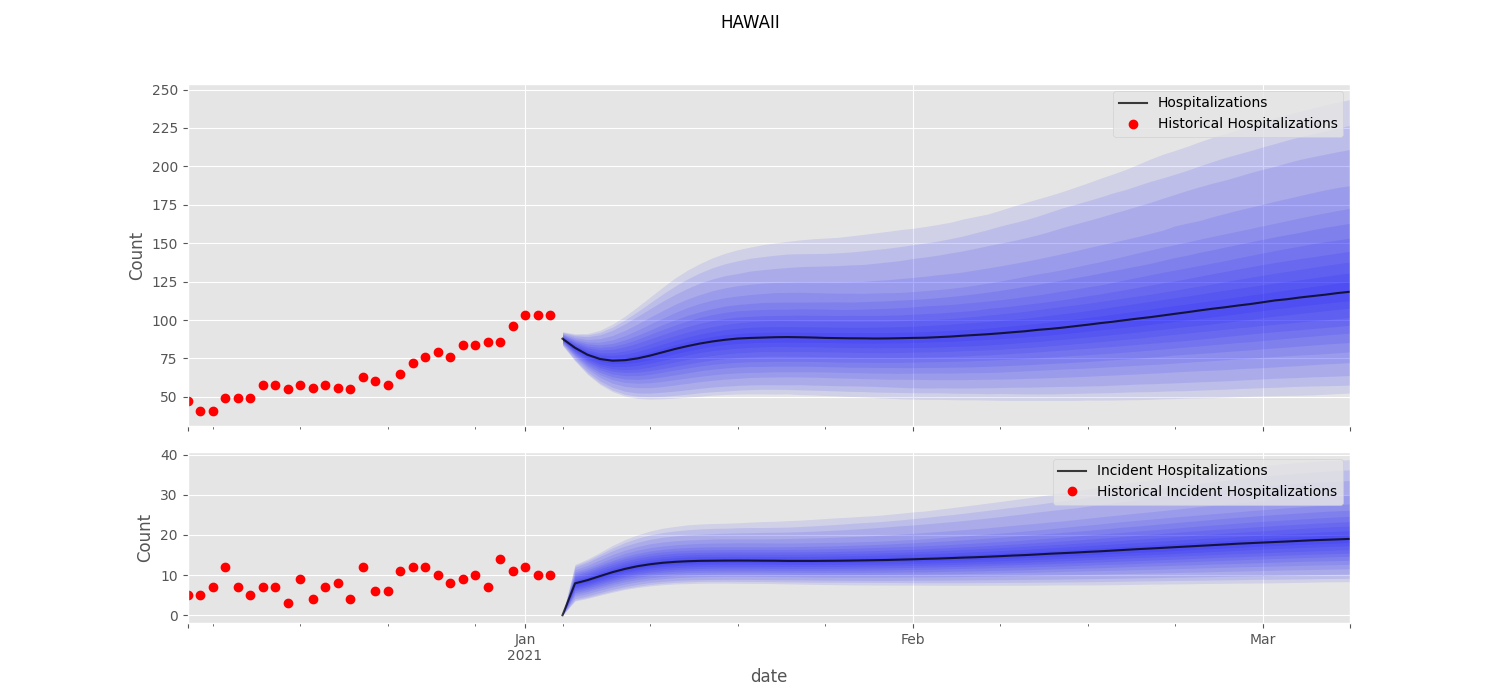 HAWAII
250
225
200
175
150
125
100
75
50
Count
Hospitalizations
Historical Hospitalizations
40
30
20
10
0
Count
Incident Hospitalizations
Historical Incident Hospitalizations
Jan
2021
Feb
Mar
date